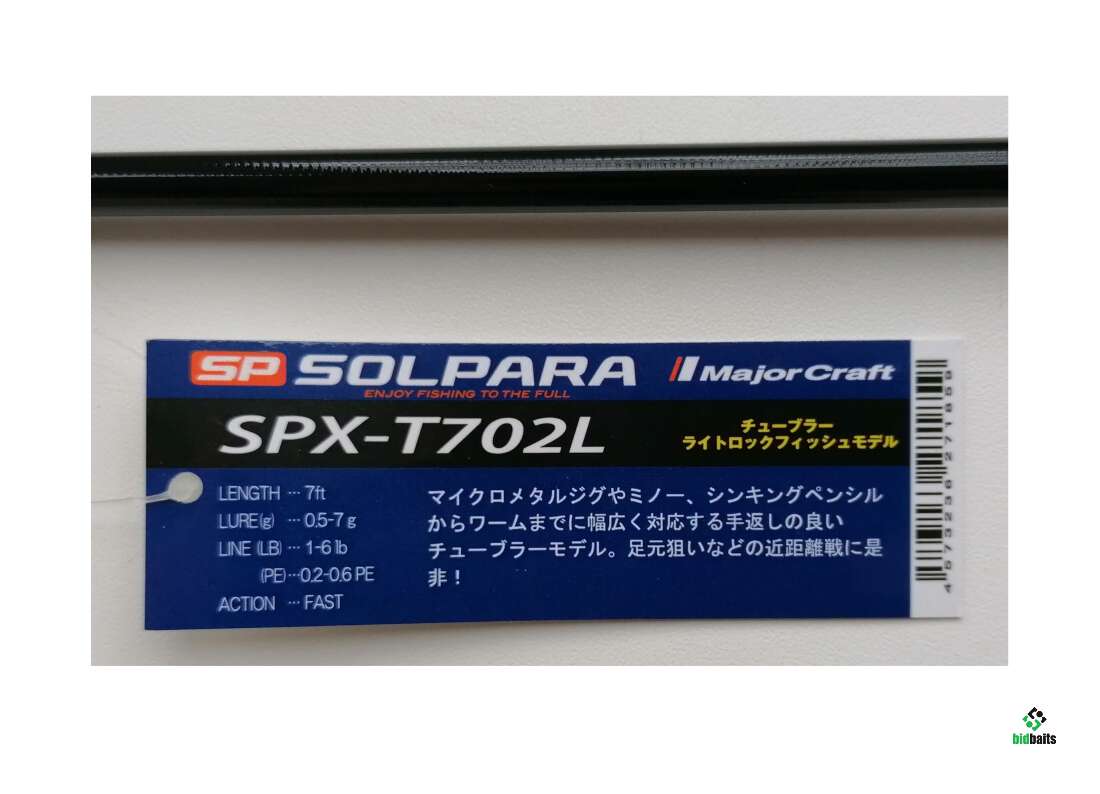 SP SOLPARA
ENJOY FISHING TO THE FULL
MajorCraft
SPX-T702L
チューブラー
ライトロックフィッシュモデル
LENGTH … 7ft
LURE(g) … 0.5-7 g
LINE (LB) … 1-6 lb
(PE)…0.2-0.6 PE
ACTION … FAST
マイクロメタルジグやミノー、シンキングペンシル
からワームまでに幅広く対応する手返しの良い
チューブラーモデル。足元狙いなどの近距離戦に是
非！
bidbaits